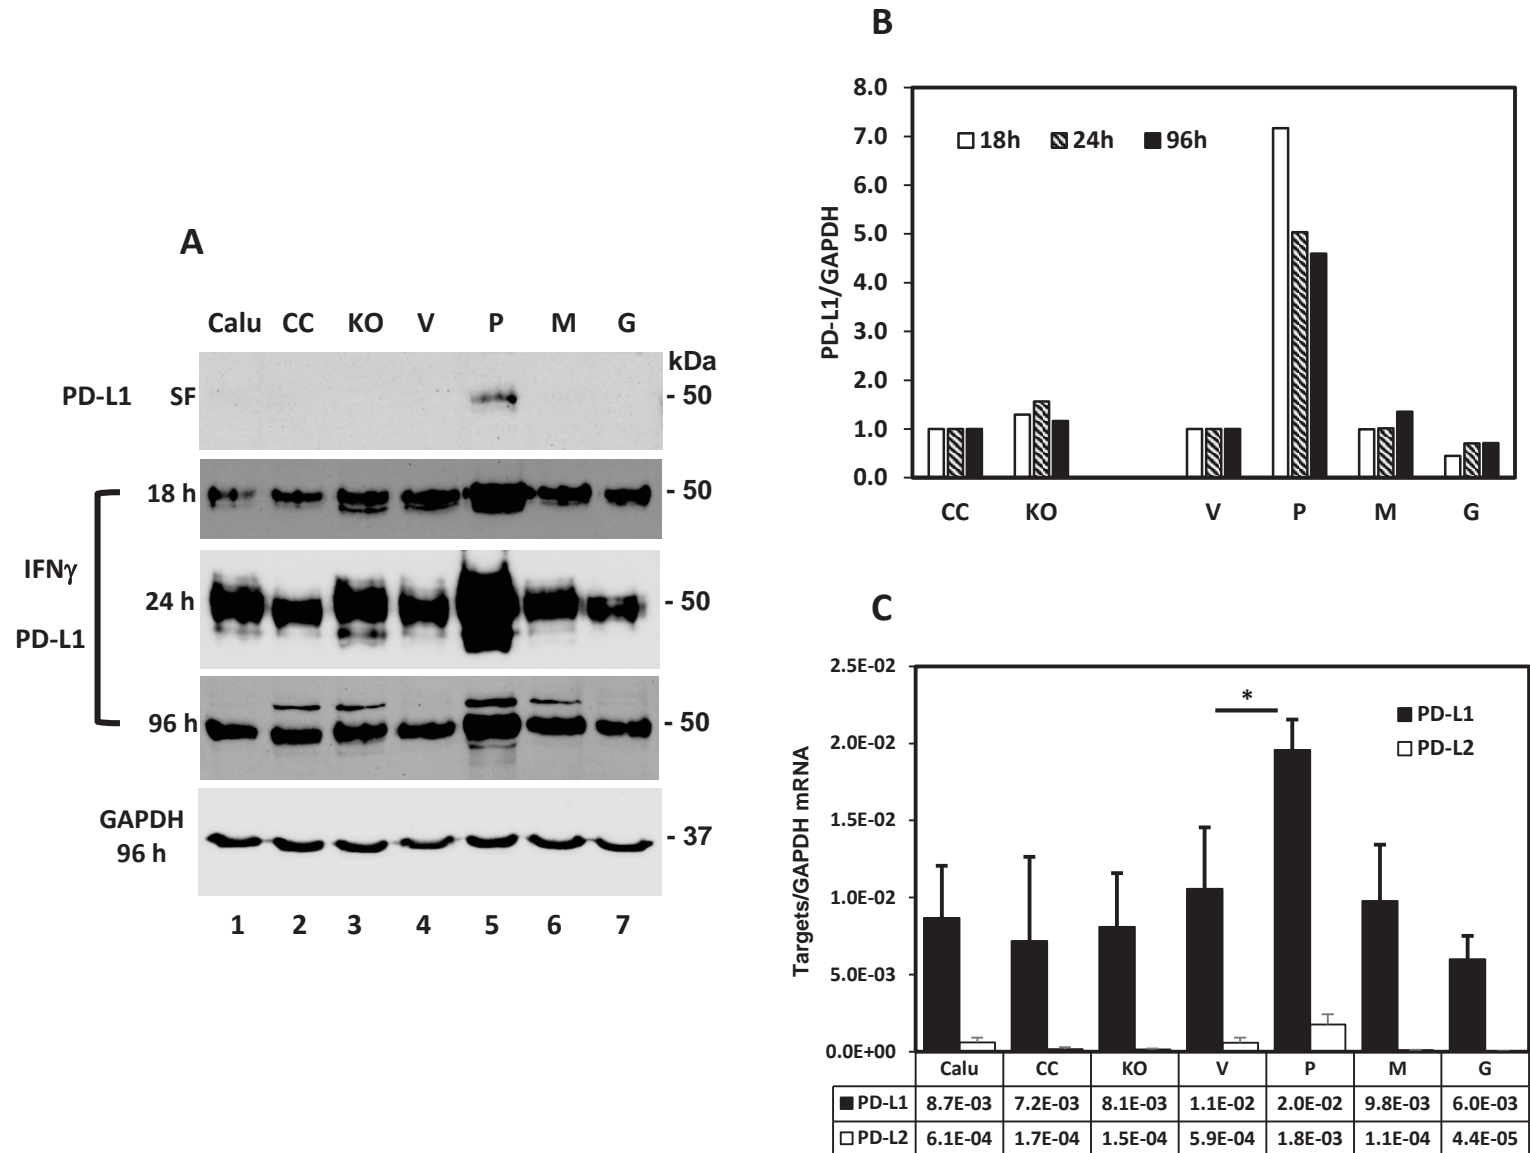 A
Calu CC KO V P M G
kDa
PD-L1 SF - 50
18 h - 50
IFNγ
24 h - 50
PD-L1
96 h - 50
GAPDH
96 h
- 37
1 2 3 4 5 6 7
B
8.0
7.0
6.0
5.0
4.0
3.0
2.0
1.0
0.0
PD-L1/GAPDH
18h 24h 96h
CC KO V P M G
C
2.5E-02
2.0E-02
1.5E-02
1.0E-02
5.0E-03
0.0E+00
Targets/GAPDH mRNA
*
PD-L1
PD-L2
Calu CC KO V P M G
PD-L1 8.7E-03 7.2E-03 8.1E-03 1.1E-02 2.0E-02 9.8E-03 6.0E-03
PD-L2 6.1E-04 1.7E-04 1.5E-04 5.9E-04 1.8E-03 1.1E-04 4.4E-05